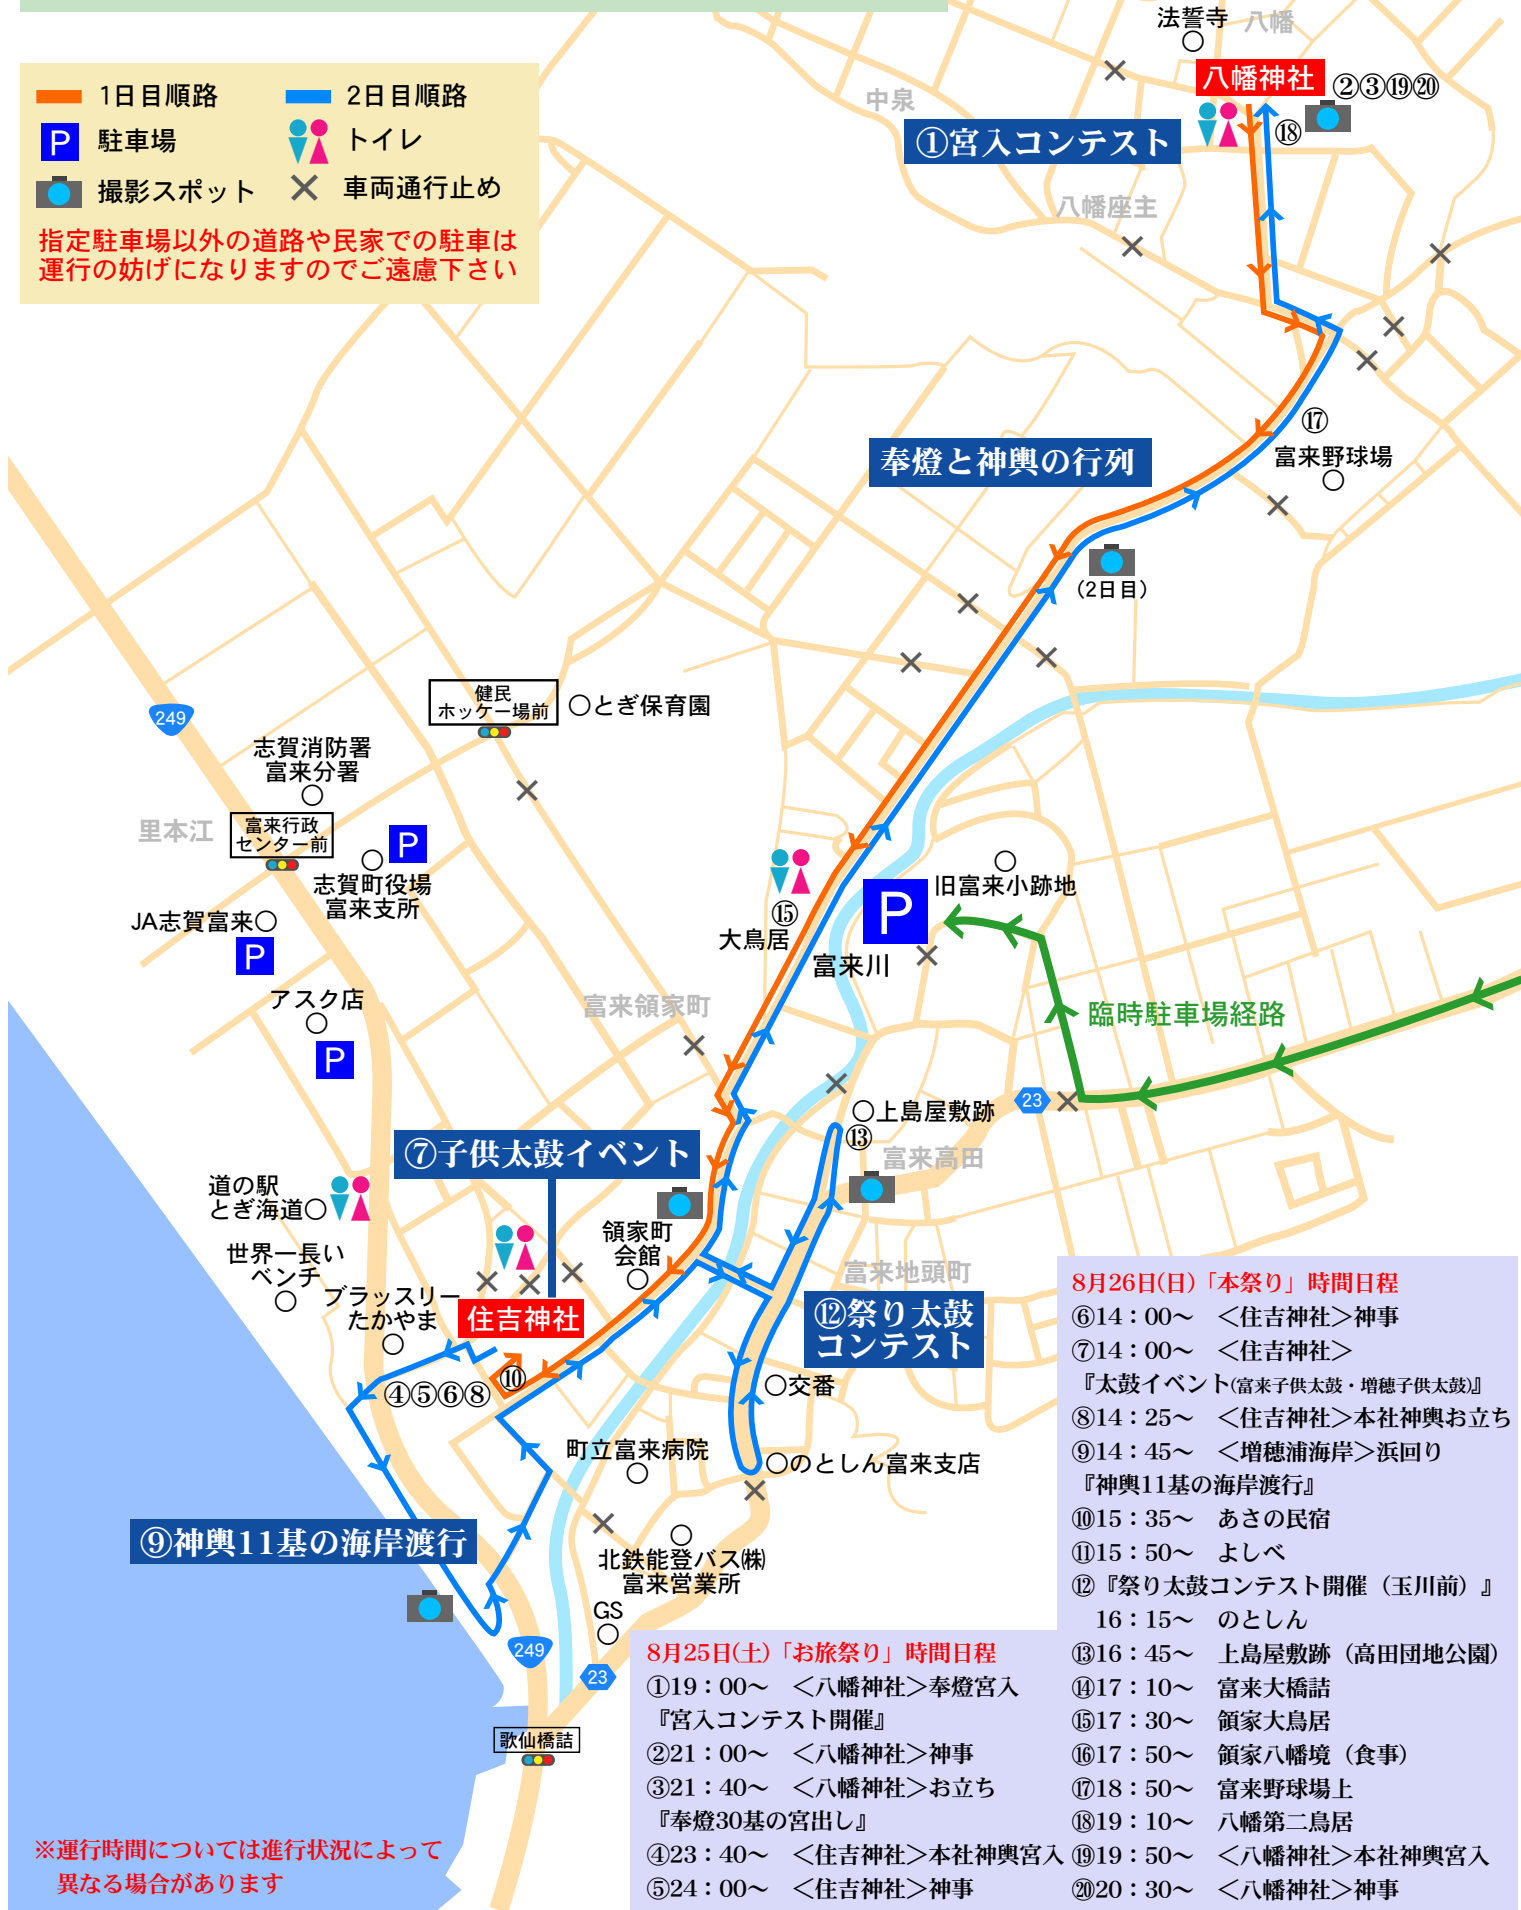 1日目順路
2日目順路
P
駐車場
トイレ
撮影スポット
車両通行止め
指定駐車場以外の道路や民家での駐車は
運行の妨げになりますのでご遠慮下さい
法誓寺
八幡
八幡神社
②③⑲⑳
中泉
①宮入コンテスト
⑱
八幡座主
⑰
富来野球場
奉燈と神輿の行列
(2日目)
健民
ホッケー場前
とぎ保育園
249
志賀消防署
富来分署
里本江
富来行政
センター前
P
志賀町役場
富来支所
JA志賀富来
P
アスク店
P
⑮
大鳥居
P
旧富来小跡地
富来川
富来領家町
臨時駐車場経路
23
上島屋敷跡
⑬
富来高田
⑦子供太鼓イベント
道の駅
とぎ海道
世界一長い
ベンチ
ブラッスリー
たかやま
領家町
会館
住吉神社
富来地頭町
⑫祭り太鼓
コンテスト
④⑤⑥⑧
⑩
交番
町立富来病院
のとしん富来支店
⑨神輿11基の海岸渡行
北鉄能登バス㈱
富来営業所
GS
249
23
歌仙橋詰
※運行時間については進行状況によって
異なる場合があります
8月25日(土)「お旅祭り」時間日程
①19：00～　＜八幡神社＞奉燈宮入
『宮入コンテスト開催』
②21：00～　＜八幡神社＞神事
③21：40～　＜八幡神社＞お立ち
『奉燈30基の宮出し』
④23：40～　＜住吉神社＞本社神輿宮入
⑤24：00～　＜住吉神社＞神事
8月26日(日)「本祭り」時間日程
⑥14：00～　＜住吉神社＞神事
⑦14：00～　＜住吉神社＞
『太鼓イベント(富来子供太鼓・増穂子供太鼓)』
⑧14：25～　＜住吉神社＞本社神輿お立ち
⑨14：45～　＜増穂浦海岸＞浜回り
『神輿11基の海岸渡行』
⑩15：35～　あさの民宿
⑪15：50～　よしべ
⑫『祭り太鼓コンテスト開催（玉川前）』
16：15～　のとしん
⑬16：45～　上島屋敷跡（高田団地公園）
⑭17：10～　富来大橋詰
⑮17：30～　領家大鳥居
⑯17：50～　領家八幡境（食事）
⑰18：50～　富来野球場上
⑱19：10～　八幡第二鳥居
⑲19：50～　＜八幡神社＞本社神輿宮入
⑳20：30～　＜八幡神社＞神事